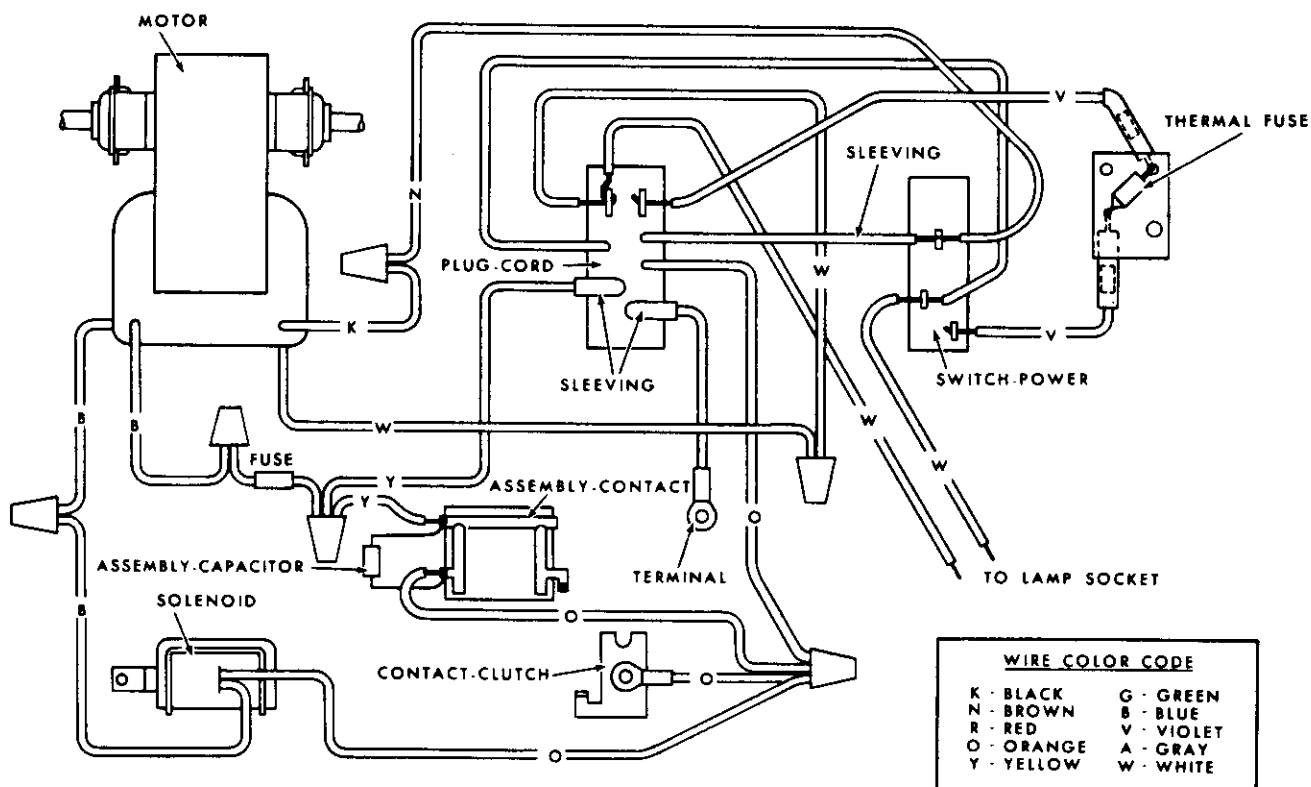 MOTOR
V
THERMAL FUSE
SLEEVING
N
PLUG-CORD
W
K
V
SLEEVING
SWITCH-POWER
B
B
W
W
FUSE
Y
W
Y
ASSEMBLY-CONTACT
O
ASSEMBLY-CAPACITOR
TERMINAL
TO LAMP SOCKET
SOLENOID
B
O
CONTACT-CLUTCH
O
O
WIRE COLOR CODE
K - BLACK G - GREEN
N - BROWN B - BLUE
R - RED V - VIOLET
O - ORANGE A - GRAY
Y - YELLOW W - WHITE